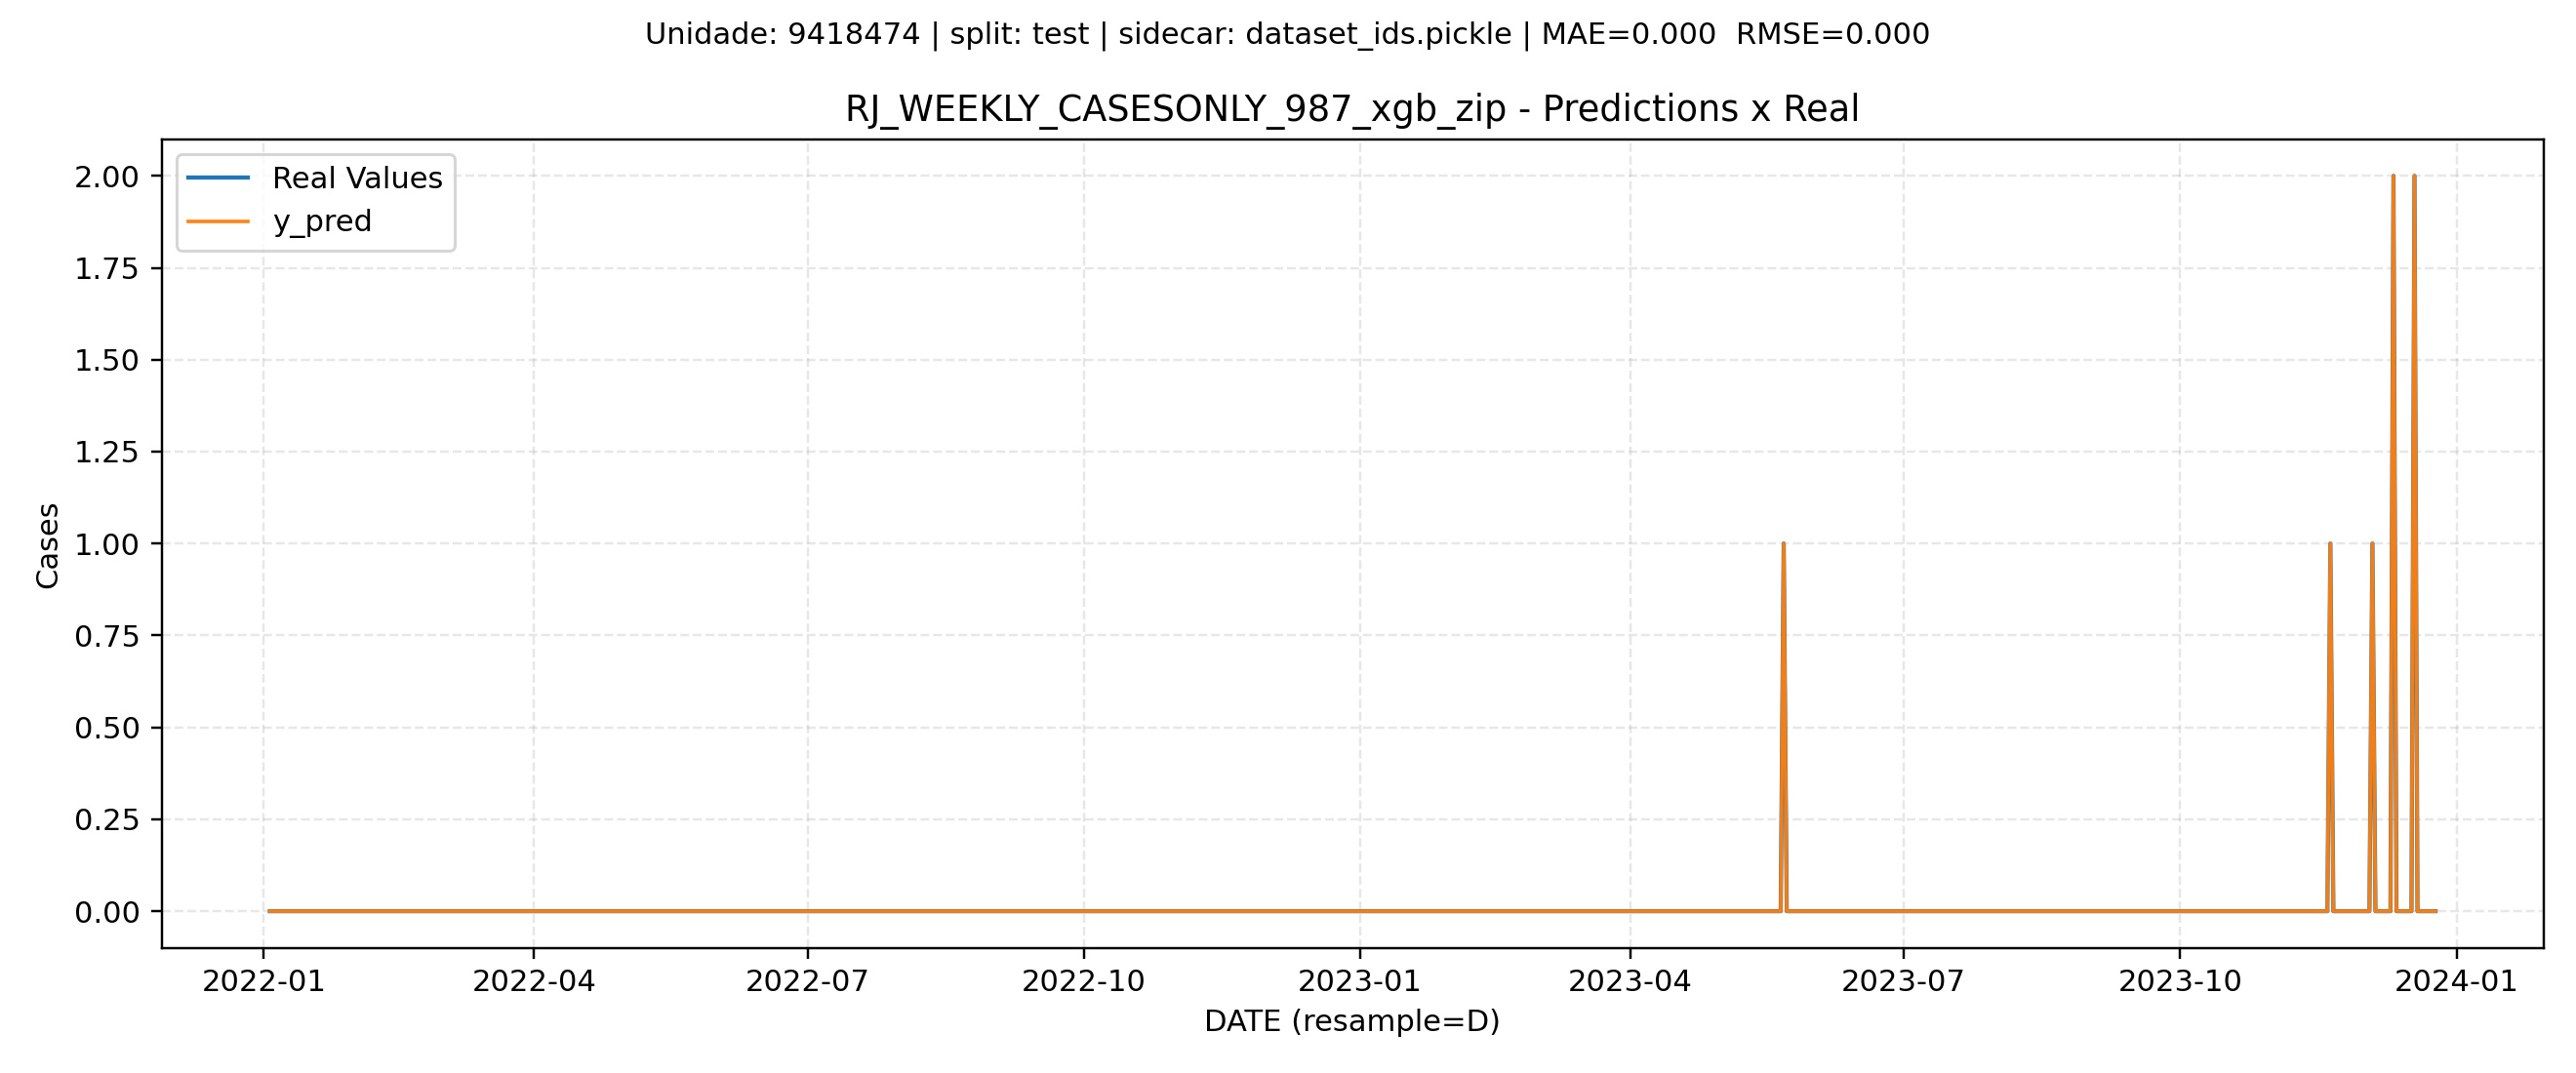 Unidade: 9418474 | split: test | sidecar: dataset_ids.pickle | MAE=0.000  RMSE=0.000
RJ_WEEKLY_CASESONLY_987_xgb_zip - Predictions x Real
Real Values
y_pred
2.00
1.75
1.50
1.25
1.00
0.75
0.50
0.25
0.00
Cases
2022-01 2022-04 2022-07 2022-10 2023-01 2023-04 2023-07 2023-10 2024-01
DATE (resample=D)